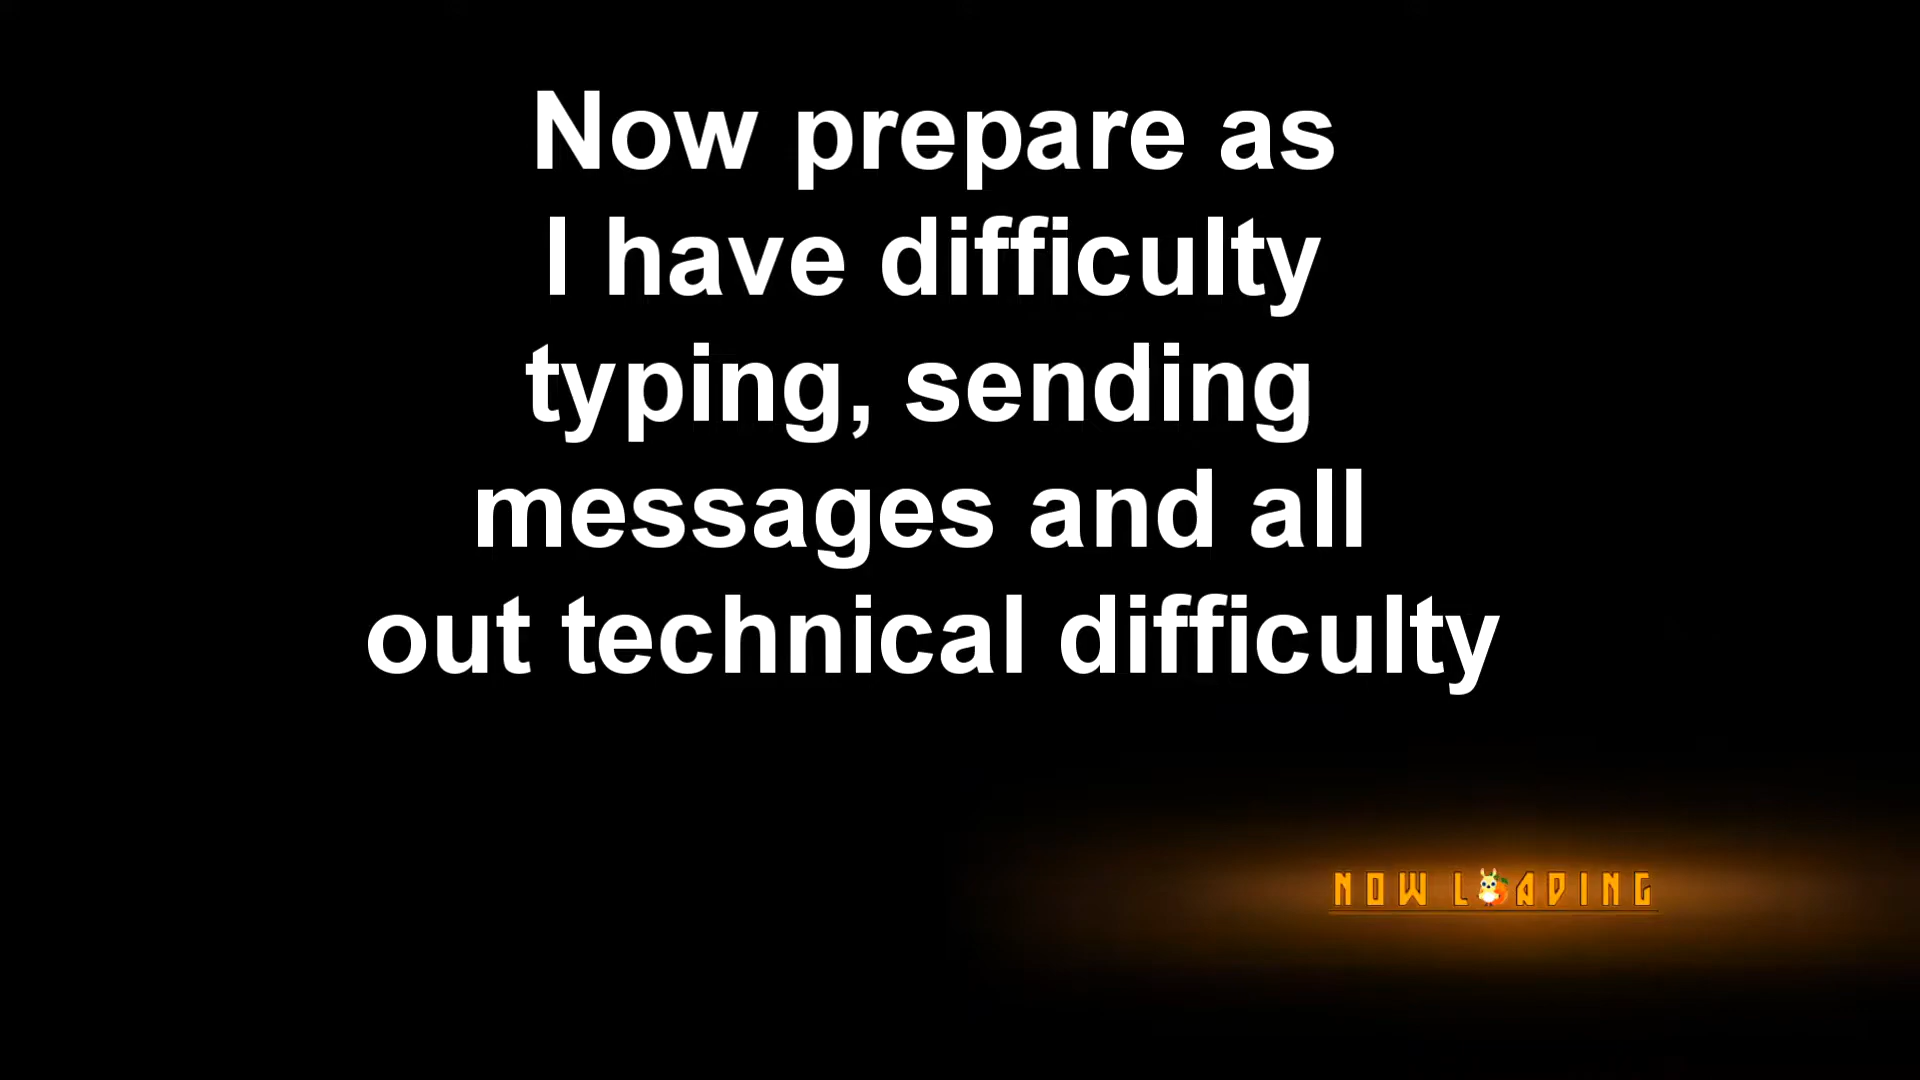 Now prepare as
I have difficulty
typing, sending
messages and all
out technical difficulty
NOW LOADING